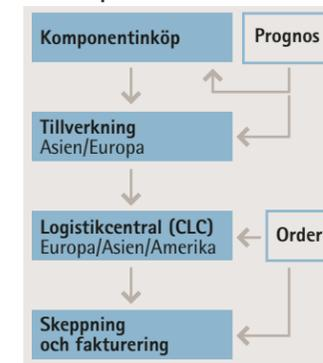 Komponentinköp
Prognos
Tillverkning
Asien/Europa
Logistikcentral (CLC)
Europa/Asien/Amerika
Order
Skeppning
och fakturering